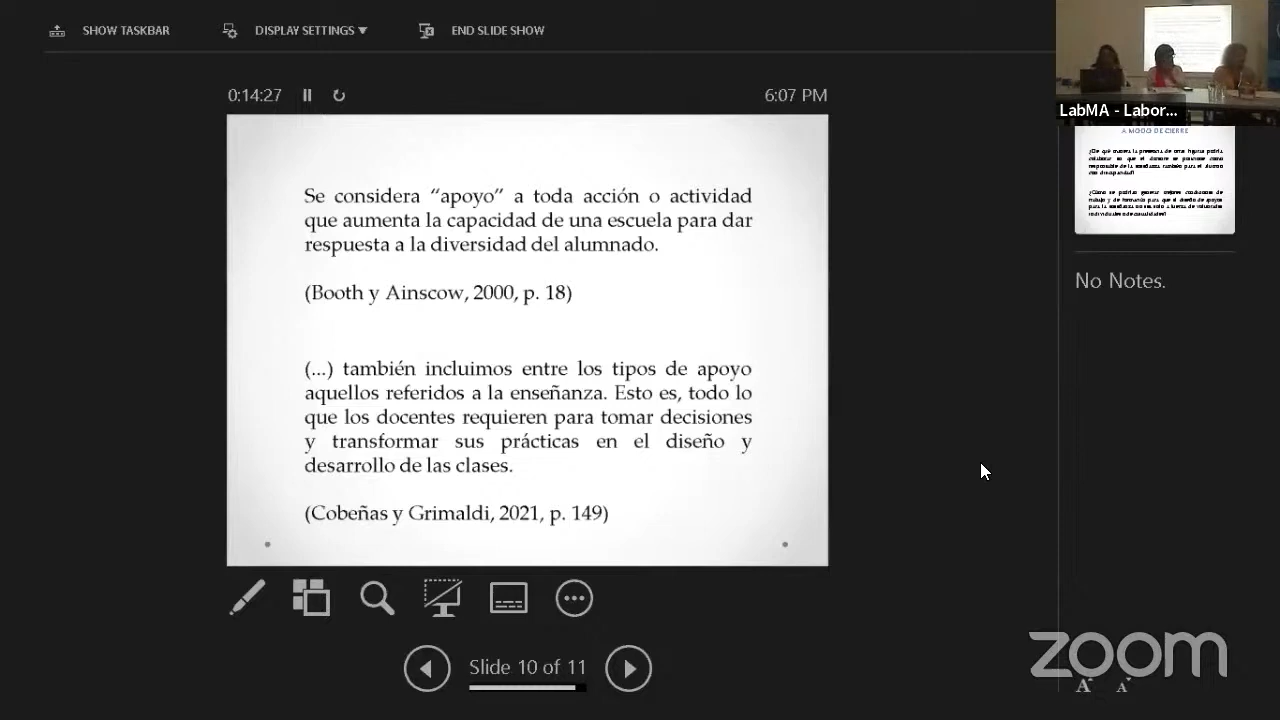 SHOW TASKBAR
DISPLAY SETTINGS
END SLIDE SHOW
LabMA - Labor...
0:14:27
6:07 PM
Se considera “apoyo” a toda acción o actividad
que aumenta la capacidad de una escuela para dar
respuesta a la diversidad del alumnado.
(Booth y Ainscow, 2000, p. 18)
(...) también incluimos entre los tipos de apoyo
aquellos referidos a la enseñanza. Esto es, todo lo
que los docentes requieren para tomar decisiones
y transformar sus prácticas en el diseño y
desarrollo de las clases.
(Cobeñas y Grimaldi, 2021, p. 149)
A MODO DE CIERRE
No Notes.
Slide 10 of 11
zoom
A A